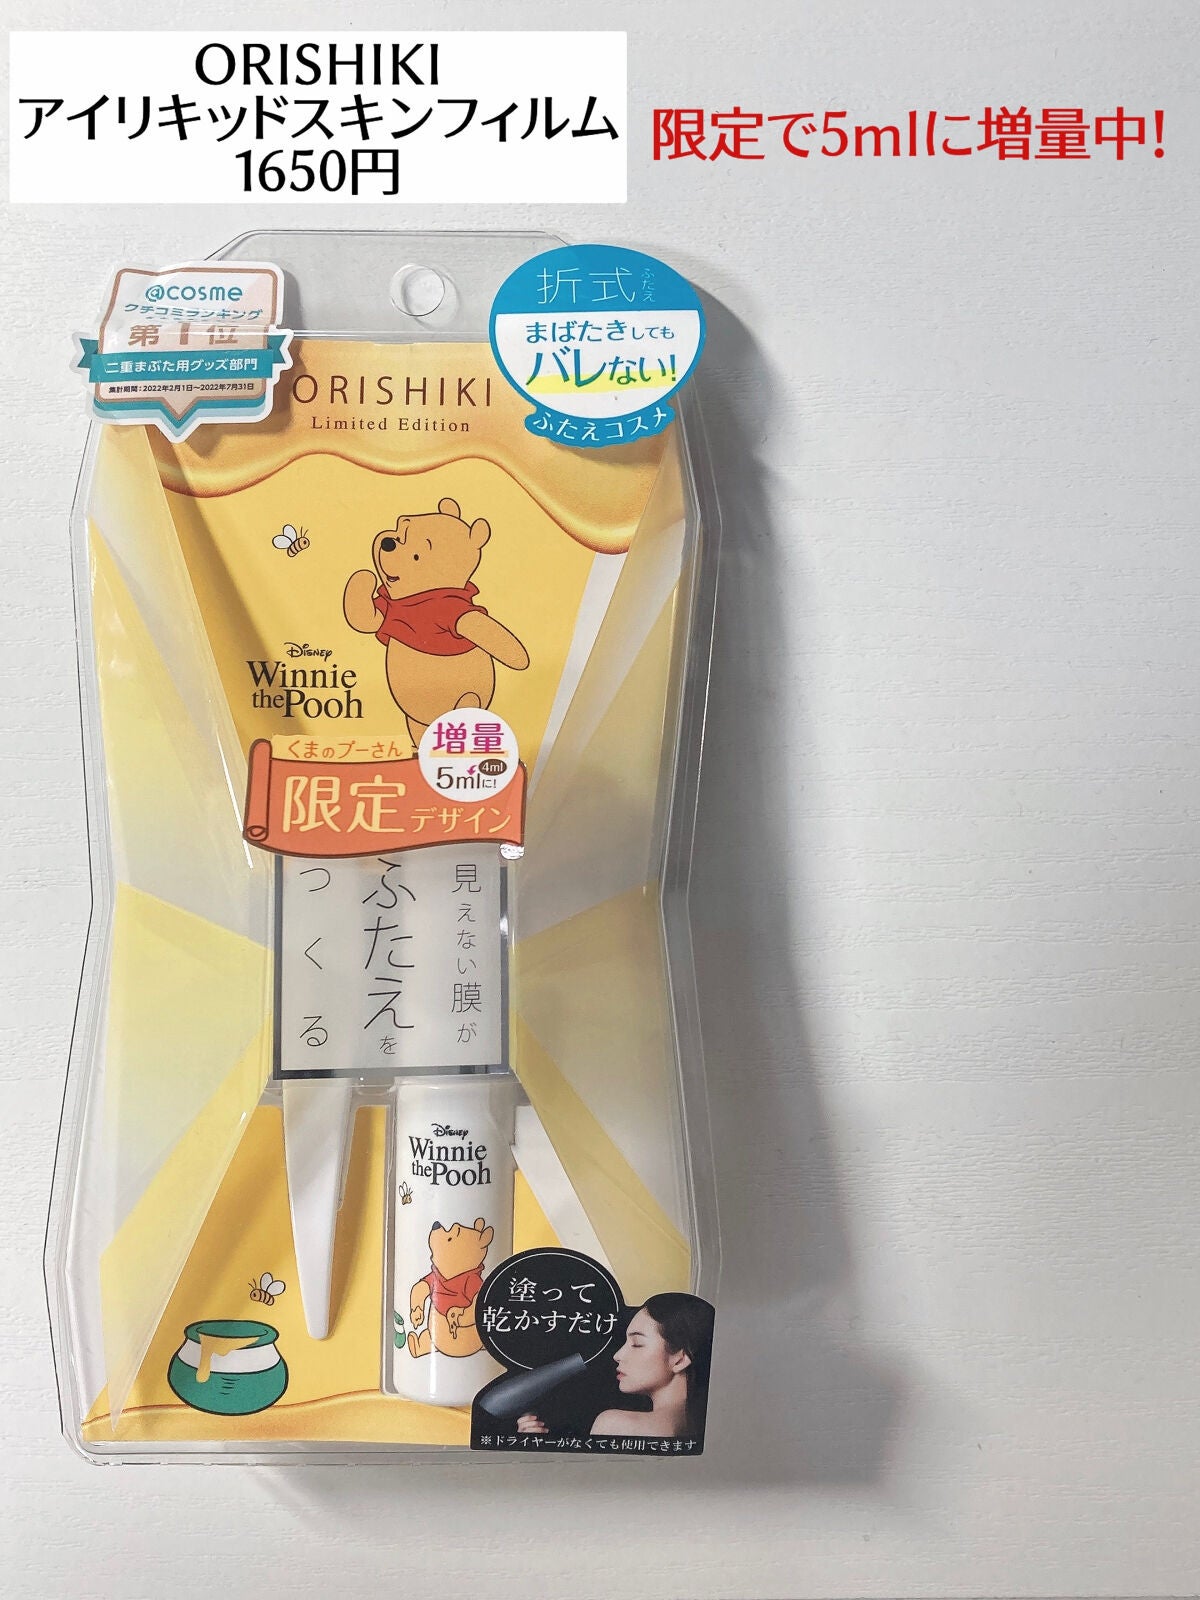 ORISHIKI
アイリキッドスキンフィルム
1650円
限定で5mlに増量中!
@cosme
クチコミランキング
第1位
二重まぶた用グッズ部門
集計期間:2022年2月1日〜2022年7月31日
折式ふたえ
まばたきしても
バレない!
ふたえコスメ
ORISHIKI
Limited Edition
Disney
Winnie
the Pooh
くまのプーさん
限定デザイン
増量
4ml
5mlに!
見えない膜が
ふたえを
つくる
Disney
Winnie
the Pooh
塗って
乾かすだけ
※ドライヤーがなくても使用できます